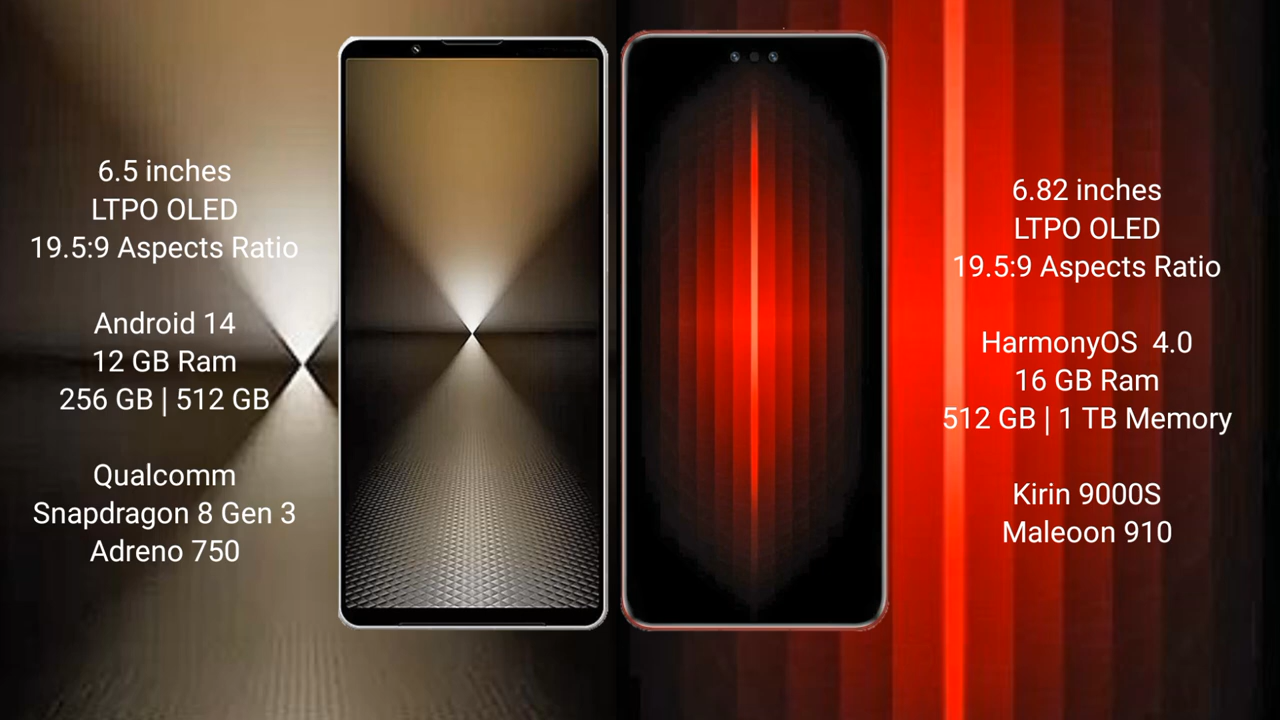 6.5 inches
LTPO OLED
19.5:9 Aspects Ratio
Android 14
12 GB Ram
256 GB | 512 GB
Qualcomm
Snapdragon 8 Gen 3
Adreno 750
6.82 inches
LTPO OLED
19.5:9 Aspects Ratio
HarmonyOS  4.0
16 GB Ram
512 GB | 1 TB Memory
Kirin 9000S
Maleoon 910